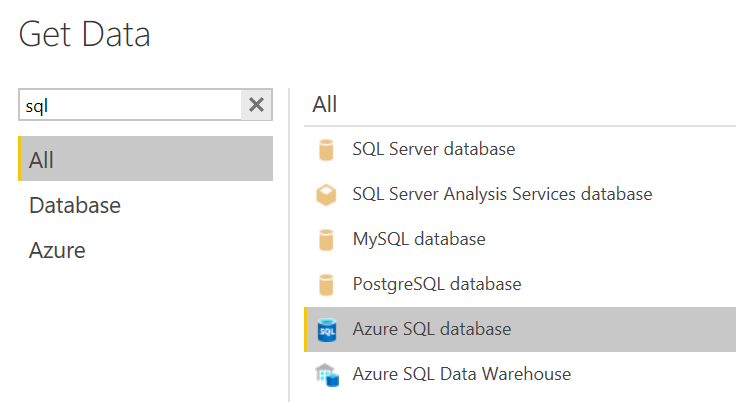 Get Data
sql
All
Database
Azure
All
SQL Server database
SQL Server Analysis Services database
MySQL database
PostgreSQL database
SQL Azure SQL database
Azure SQL Data Warehouse